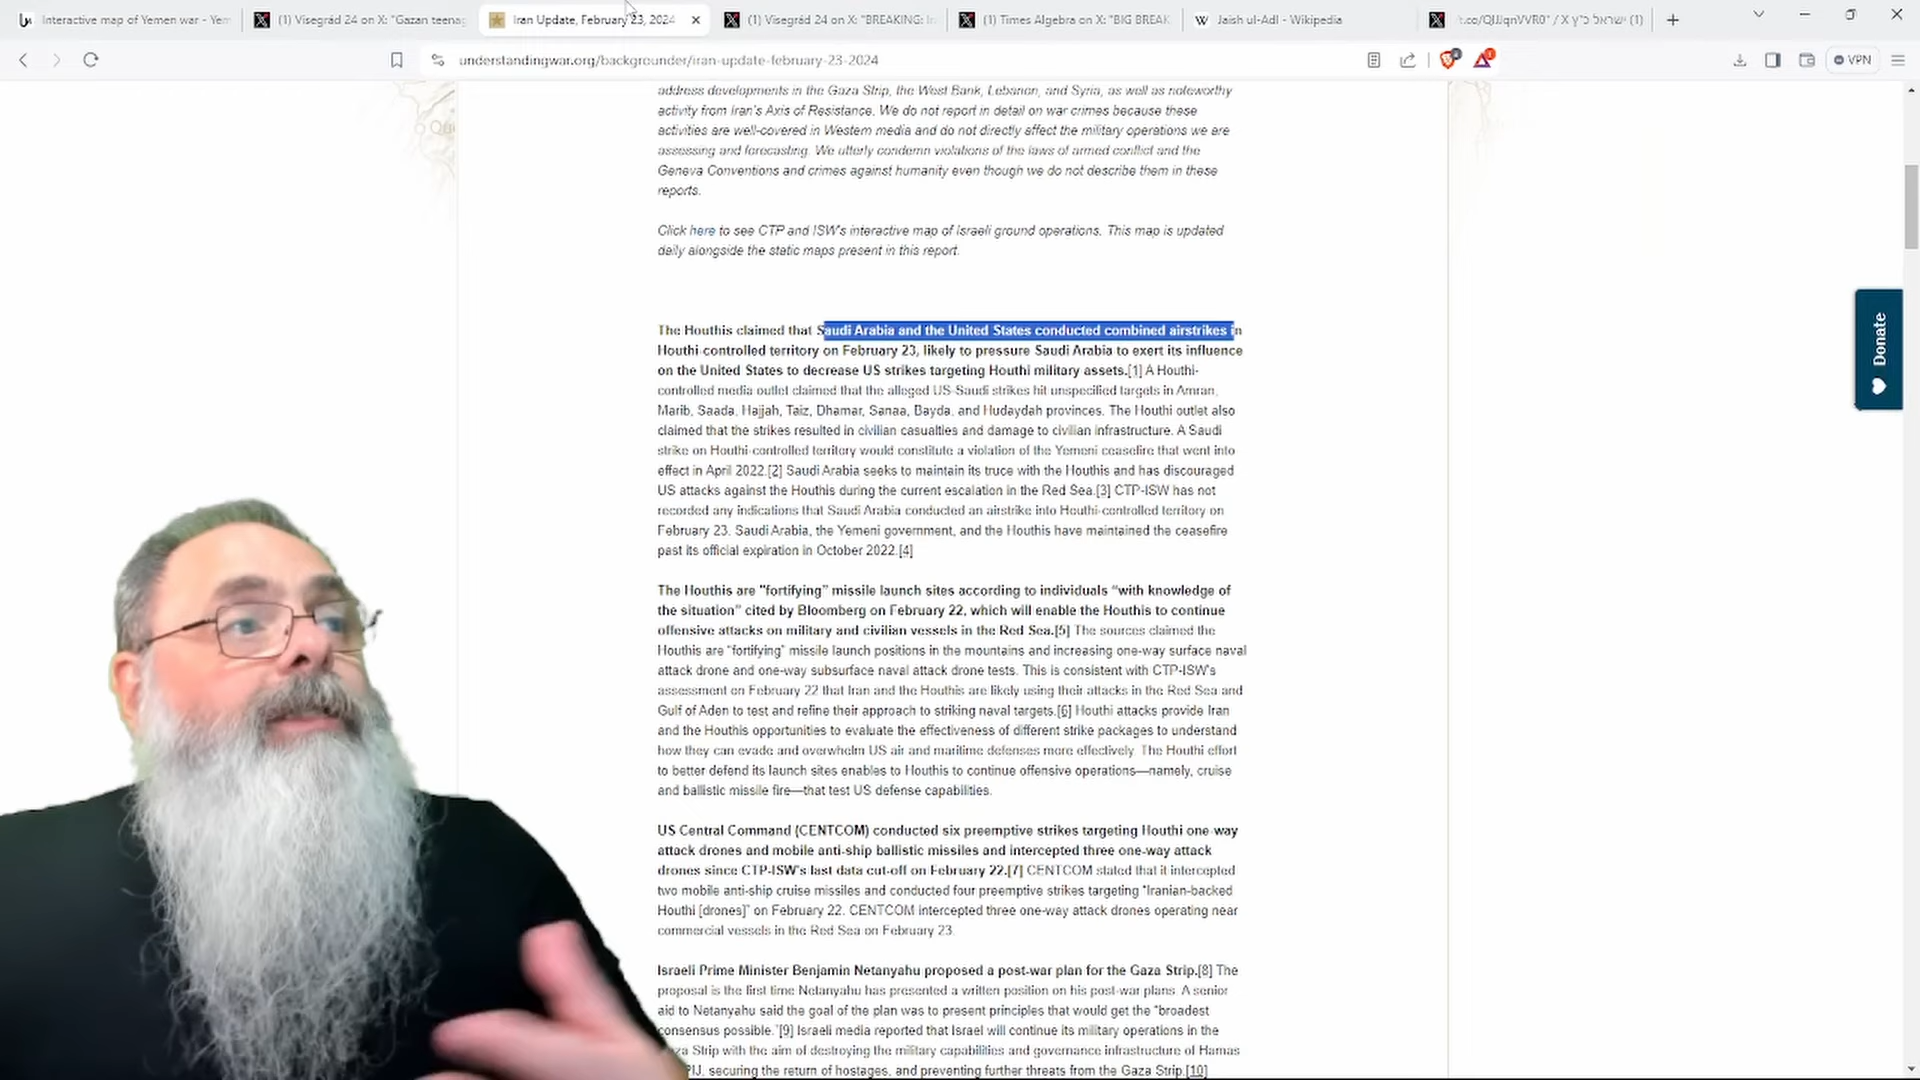 Interactive map of Yemen war - Yem
(1) Visegrád 24 on X: "Gazan teenag
Iran Update, February 23, 2024
(1) Visegrád 24 on X: "BREAKING: Ir
(1) Times Algebra on X: "BIG BREAK
Jaish ul-Adl - Wikipedia
(1) ישראל כ"ץ X / "t.co/QIJJqnVVR0
understandingwar.org/backgrounder/iran-update-february-23-2024
VPN
address developments in the Gaza Strip, the West Bank, Lebanon, and Syria, as well as noteworthy
activity from Iran's Axis of Resistance. We do not report in detail on war crimes because these
activities are well-covered in Western media and do not directly affect the military operations we are
assessing and forecasting. We utterly condemn violations of the laws of armed conflict and the
Geneva Conventions and crimes against humanity even though we do not describe them in these
reports.
Click here to see CTP and ISW's interactive map of Israeli ground operations. This map is updated
daily alongside the static maps present in this report.
The Houthis claimed that Saudi Arabia and the United States conducted combined airstrikes in
Houthi-controlled territory on February 23, likely to pressure Saudi Arabia to exert its influence
on the United States to decrease US strikes targeting Houthi military assets.[1] A Houthi-
controlled media outlet claimed that the alleged US-Saudi strikes hit unspecified targets in Amran,
Marib, Saada, Hajjah, Taiz, Dhamar, Sanaa, Bayda, and Hudaydah provinces. The Houthi outlet also
claimed that the strikes resulted in civilian casualties and damage to civilian infrastructure. A Saudi
strike on Houthi-controlled territory would constitute a violation of the Yemeni ceasefire that went into
effect in April 2022.[2] Saudi Arabia seeks to maintain its truce with the Houthis and has discouraged
US attacks against the Houthis during the current escalation in the Red Sea.[3] CTP-ISW has not
recorded any indications that Saudi Arabia conducted an airstrike into Houthi-controlled territory on
February 23. Saudi Arabia, the Yemeni government, and the Houthis have maintained the ceasefire
past its official expiration in October 2022.[4]
The Houthis are "fortifying" missile launch sites according to individuals "with knowledge of
the situation" cited by Bloomberg on February 22, which will enable the Houthis to continue
offensive attacks on military and civilian vessels in the Red Sea.[5] The sources claimed the
Houthis are "fortifying" missile launch positions in the mountains and increasing one-way surface naval
attack drone and one-way subsurface naval attack drone tests. This is consistent with CTP-ISW's
assessment on February 22 that Iran and the Houthis are likely using their attacks in the Red Sea and
Gulf of Aden to test and refine their approach to striking naval targets.[6] Houthi attacks provide Iran
and the Houthis opportunities to evaluate the effectiveness of different strike packages to understand
how they can evade and overwhelm US air and maritime defenses more effectively. The Houthi effort
to better defend its launch sites enables to Houthis to continue offensive operations—namely, cruise
and ballistic missile fire—that test US defense capabilities.
US Central Command (CENTCOM) conducted six preemptive strikes targeting Houthi one-way
attack drones and mobile anti-ship ballistic missiles and intercepted three one-way attack
drones since CTP-ISW's last data cut-off on February 22.[7] CENTCOM stated that it intercepted
two mobile anti-ship cruise missiles and conducted four preemptive strikes targeting "Iranian-backed
Houthi [drones]" on February 22. CENTCOM intercepted three one-way attack drones operating near
commercial vessels in the Red Sea on February 23.
Israeli Prime Minister Benjamin Netanyahu proposed a post-war plan for the Gaza Strip.[8] The
proposal is the first time Netanyahu has presented a written position on his post-war plans. A senior
aid to Netanyahu said the goal of the plan was to present principles that would get the "broadest
consensus possible."[9] Israeli media reported that Israel will continue its military operations in the
Gaza Strip with the aim of destroying the military capabilities and governance infrastructure of Hamas
PIJ, securing the return of hostages, and preventing further threats from the Gaza Strip.[10]
Donate